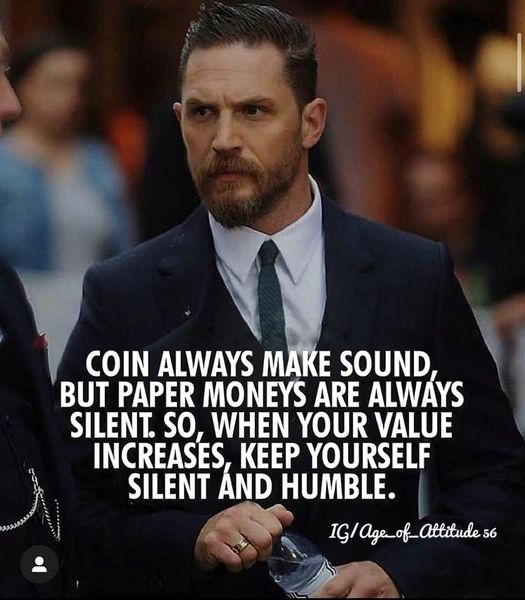 COIN ALWAYS MAKE SOUND,
BUT PAPER MONEYS ARE ALWAYS
SILENT. SO, WHEN YOUR VALUE
INCREASES, KEEP YOURSELF
SILENT AND HUMBLE.
IG/Age_of_Attitude 56